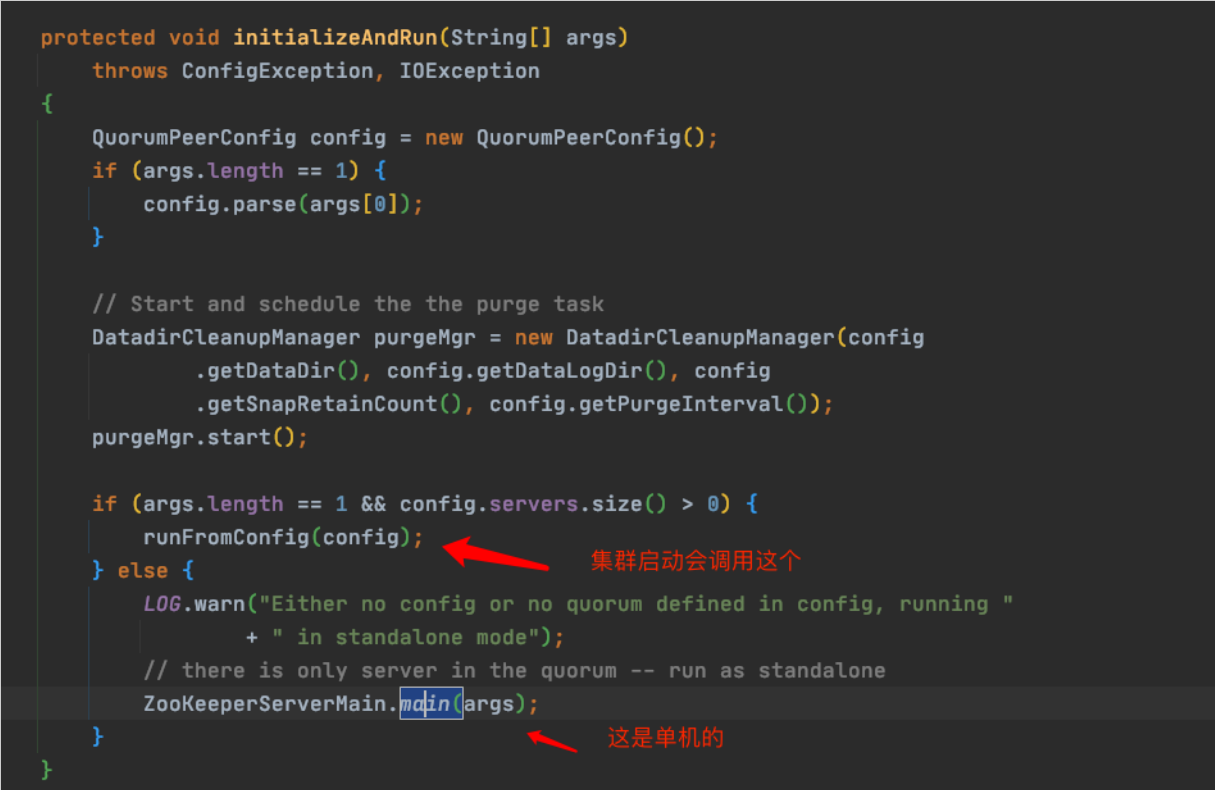 protected void initializeAndRun(String[] args)
throws ConfigException, IOException
{
QuorumPeerConfig config = new QuorumPeerConfig();
if (args.length == 1) {
config.parse(args[0]);
}
// Start and schedule the the purge task
DatadirCleanupManager purgeMgr = new DatadirCleanupManager(config
.getDataDir(), config.getDataLogDir(), config
.getSnapRetainCount(), config.getPurgeInterval());
purgeMgr.start();
if (args.length == 1 && config.servers.size() > 0) {
runFromConfig(config);
集群启动会调用这个
} else {
LOG.warn("Either no config or no quorum defined in config, running "
+ " in standalone mode");
// there is only server in the quorum -- run as standalone
ZooKeeperServerMain.main(args);
这是单机的
}
}